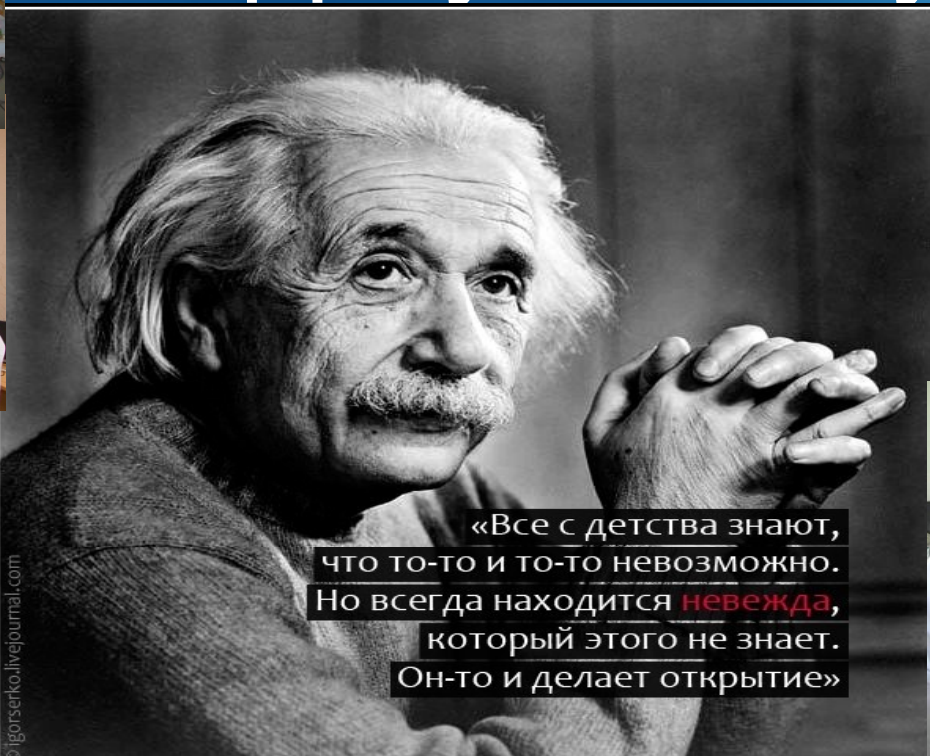 «Все с детства знают,
что то-то и то-то невозможно.
Но всегда находится невежда,
который этого не знает.
Он-то и делает открытие»
© igorserko.livejournal.com